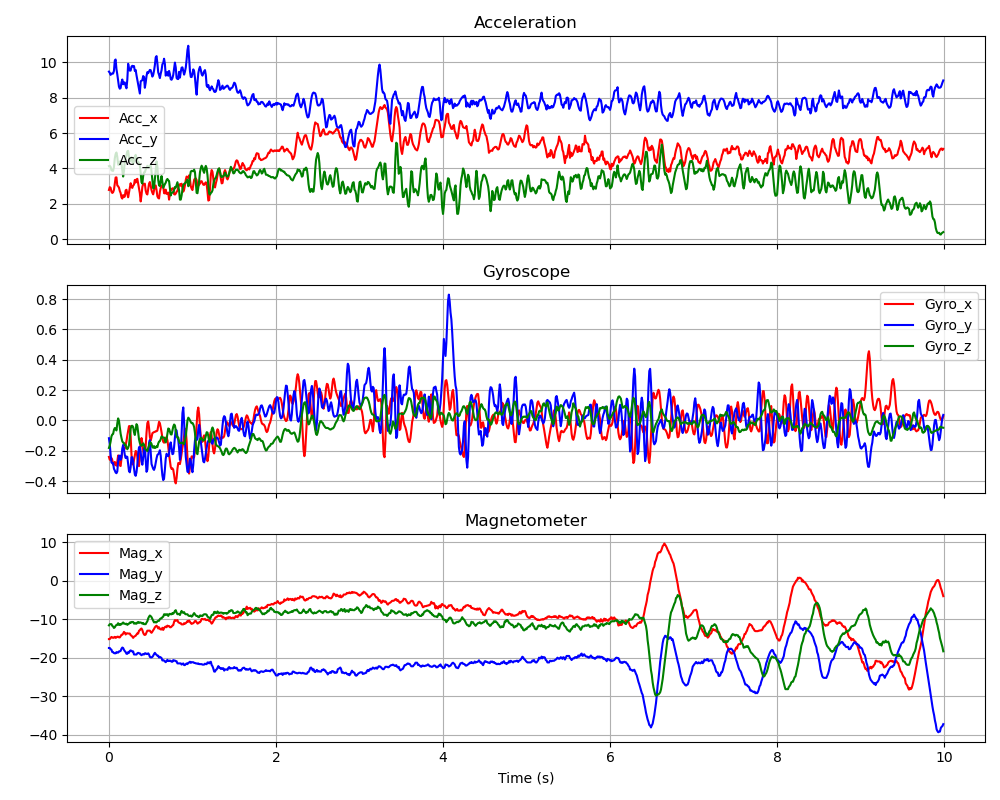 Acceleration
10
8
6
4
2
0
Acc_x
Acc_y
Acc_z
Gyroscope
0.8
0.6
0.4
0.2
0.0
−0.2
−0.4
Gyro_x
Gyro_y
Gyro_z
Magnetometer
10
0
−10
−20
−30
−40
Mag_x
Mag_y
Mag_z
0 2 4 6 8 10
Time (s)